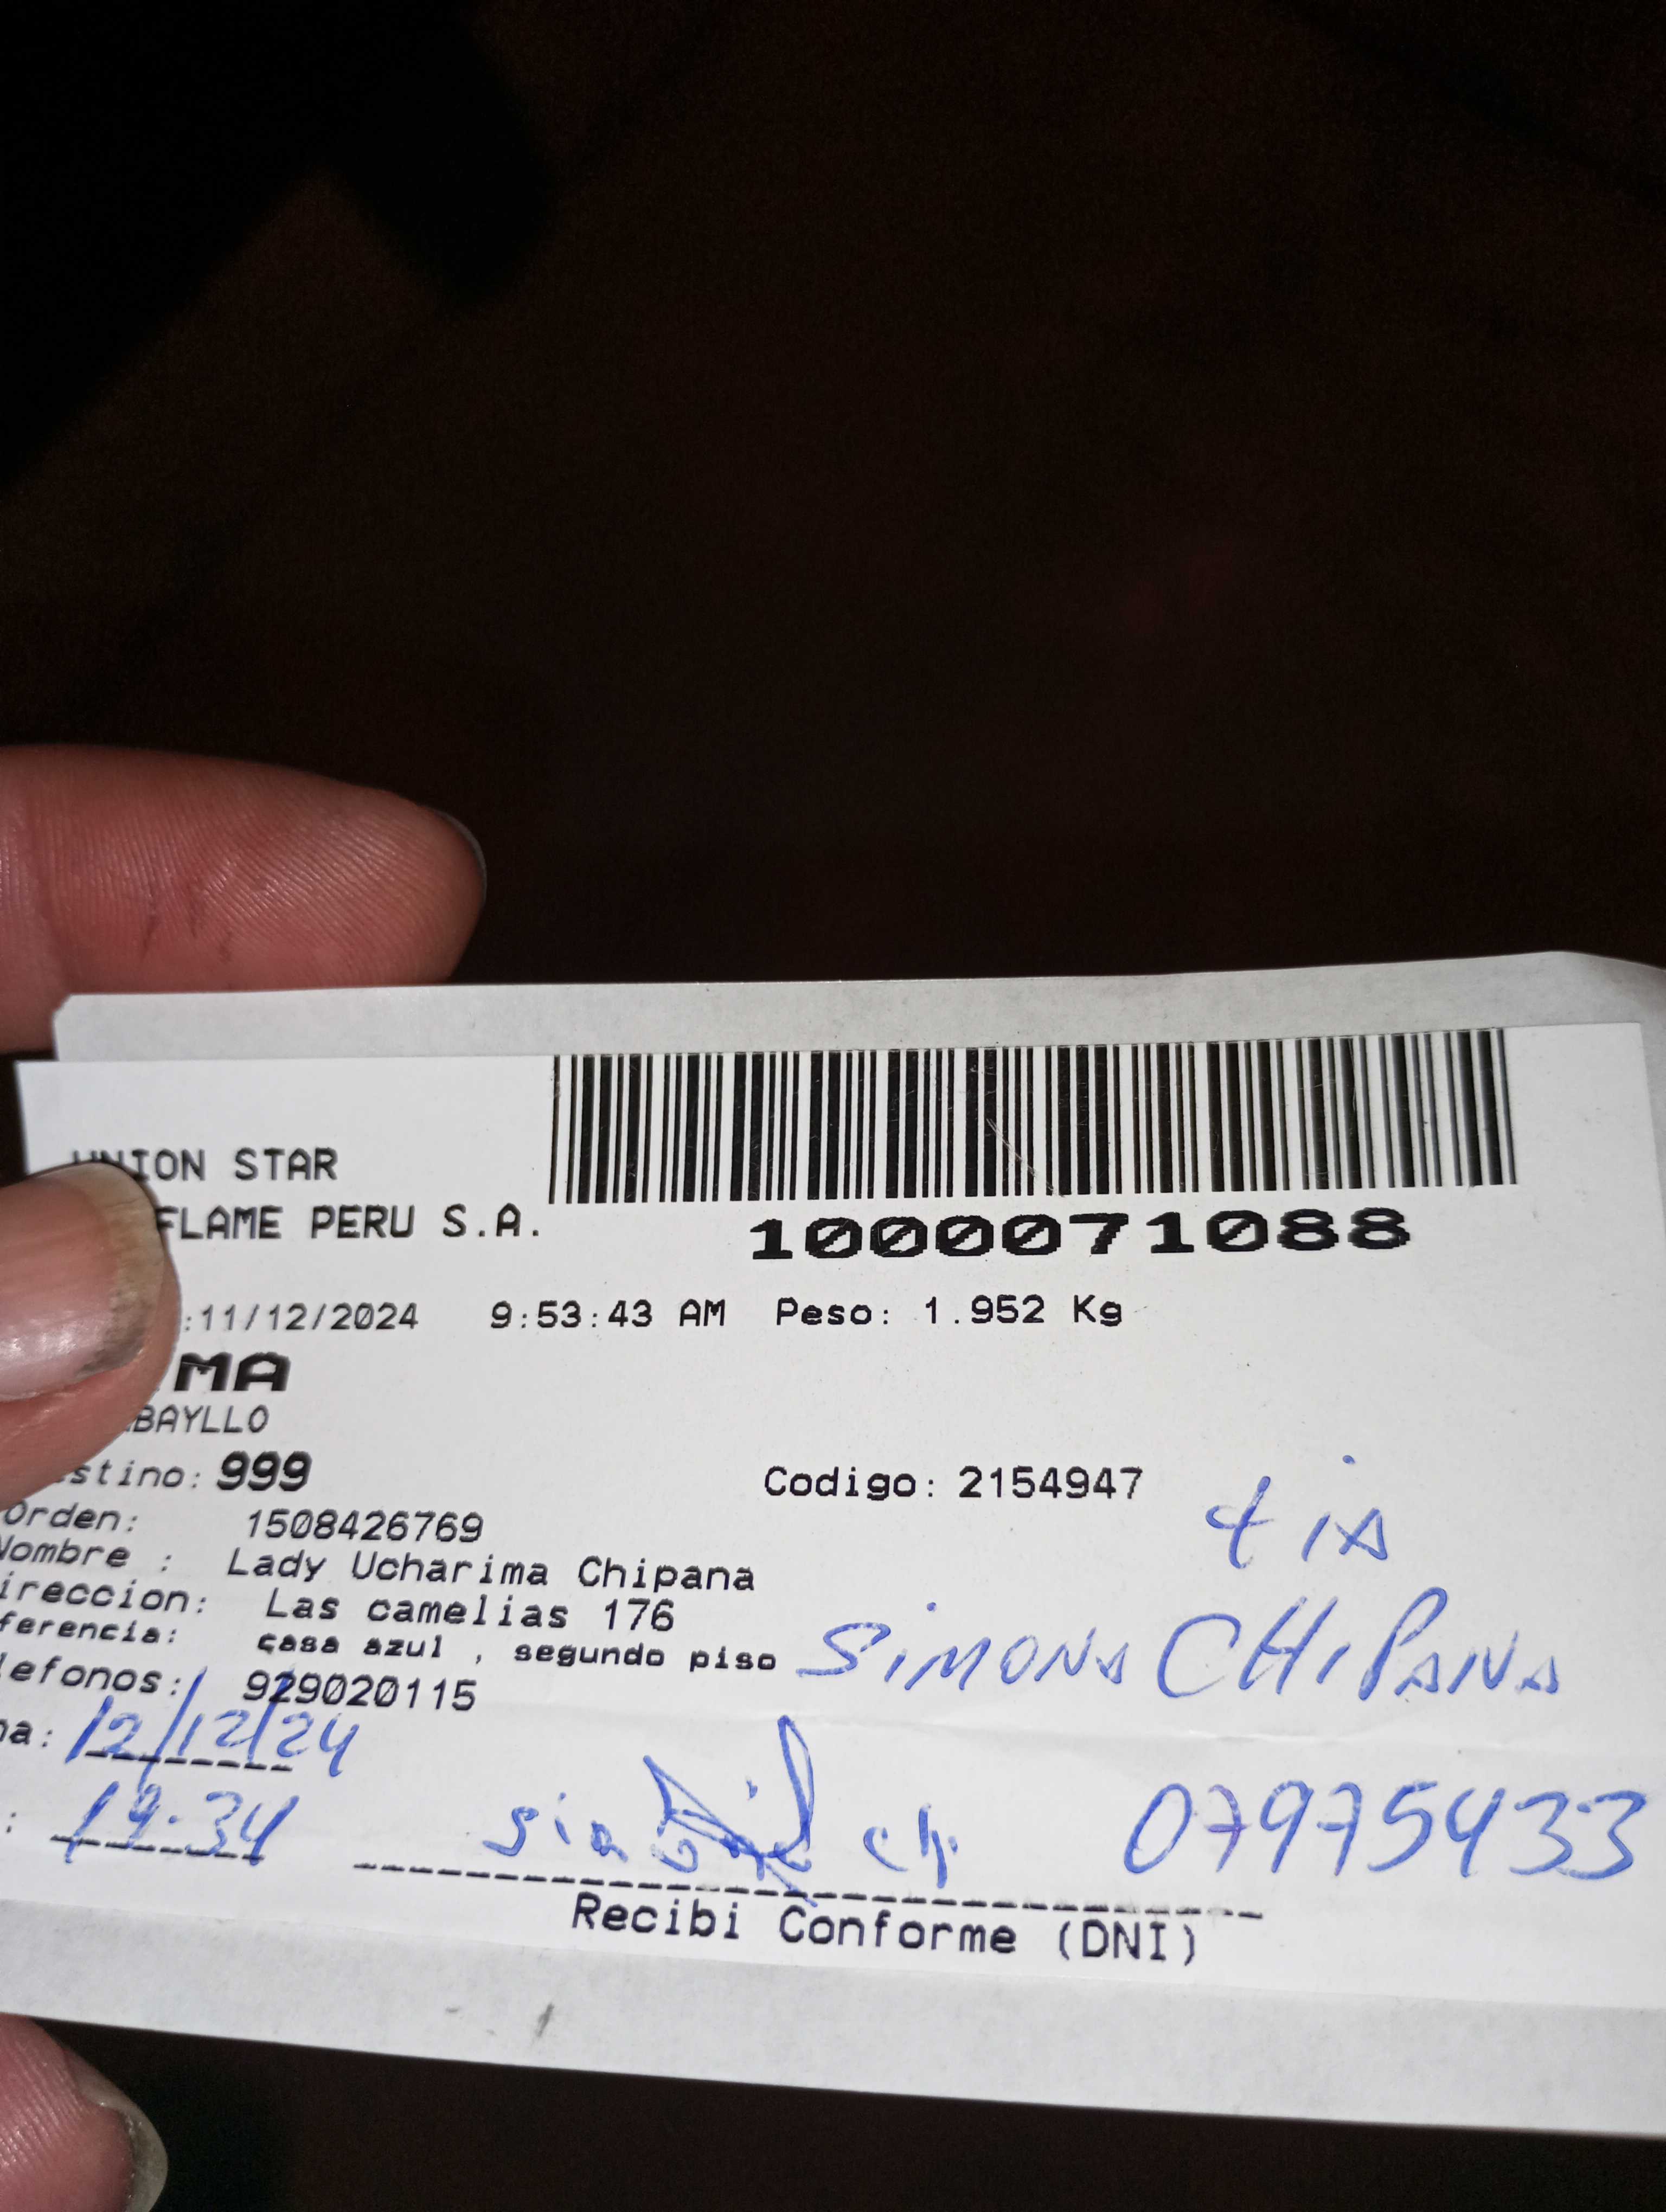 UNION STAR
FLAME PERU S.A.
1000071088
:11/12/2024 9:53:43 AM Peso: 1.952 Kg
MA
BAYLLO
stino: 999 Codigo: 2154947
Orden: 1508426769
tiA
Nombre : Lady Ucharima Chipana
ireccion: Las camelias 176
ferencia: casa azul , segundo piso
SiMONA CHiPANA
lefonos: 929020115
ha: 12/12/24
: 19:34
07975433
Recibi Conforme (DNI)